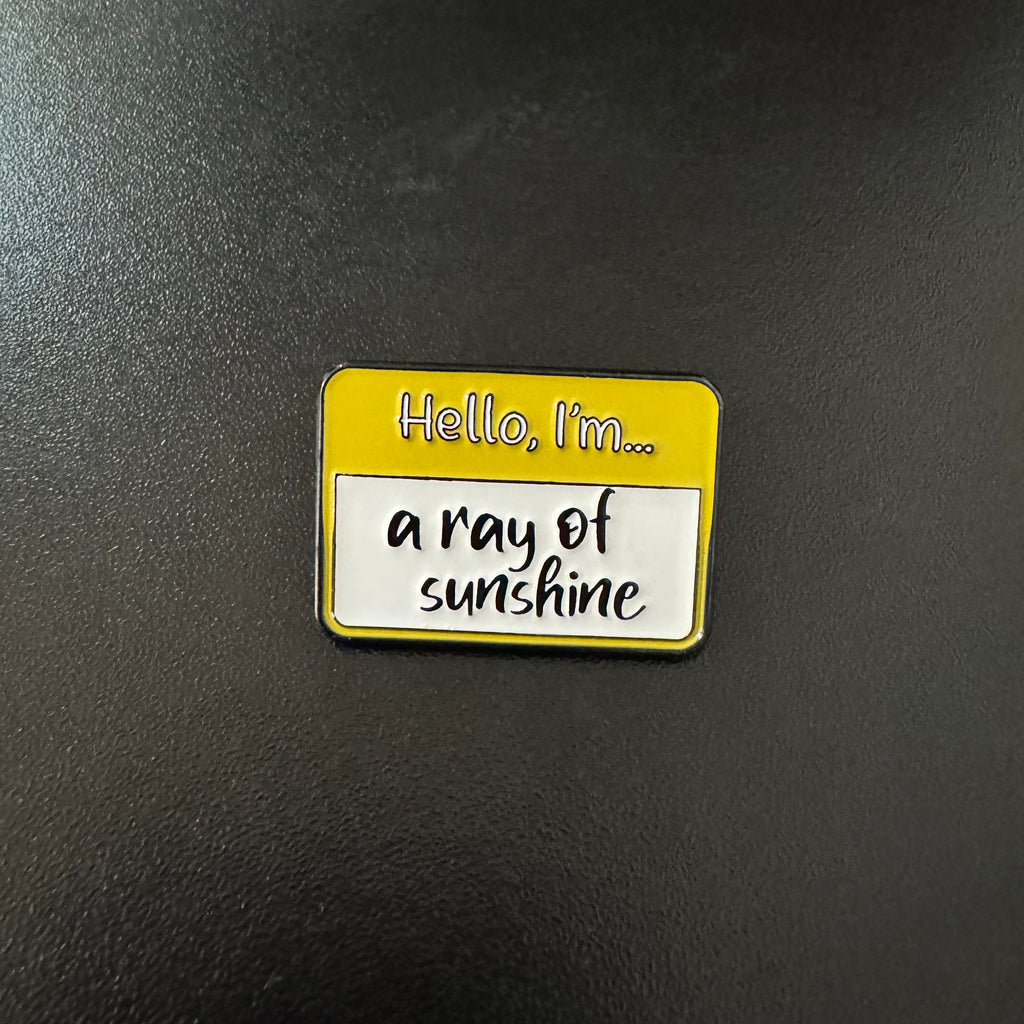 Hello, I'm...
a ray of
sunshine